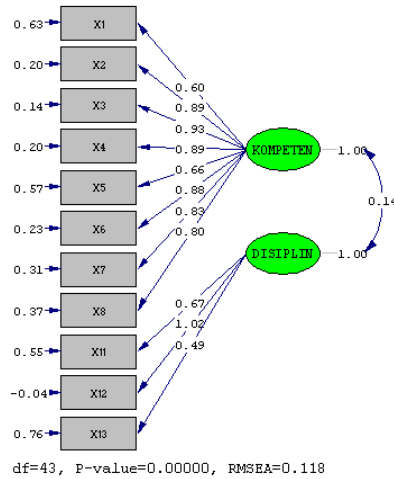 0.63 X1
0.60
0.20 X2
0.89
0.14 X3
0.93
0.20 X4
0.89
KOMPETEN 1.00
0.57 X5
0.66
0.23 X6
0.88
0.14
0.31 X7
0.83
0.37 X8
0.80
DISIPLIN 1.00
0.55 X11
0.67
-0.04 X12
1.02
0.76 X13
0.49
df=43, P-value=0.00000, RMSEA=0.118